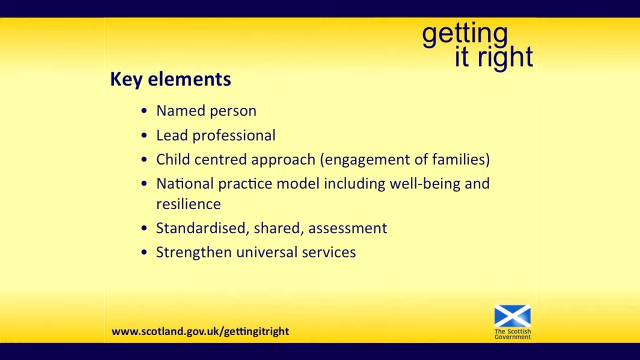 getting
it right
Key elements
• Named person
• Lead professional
• Child centred approach (engagement of families)
• National practice model including well-being and
resilience
• Standardised, shared, assessment
• Strengthen universal services
www.scotland.gov.uk/gettingitright
The Scottish
Government